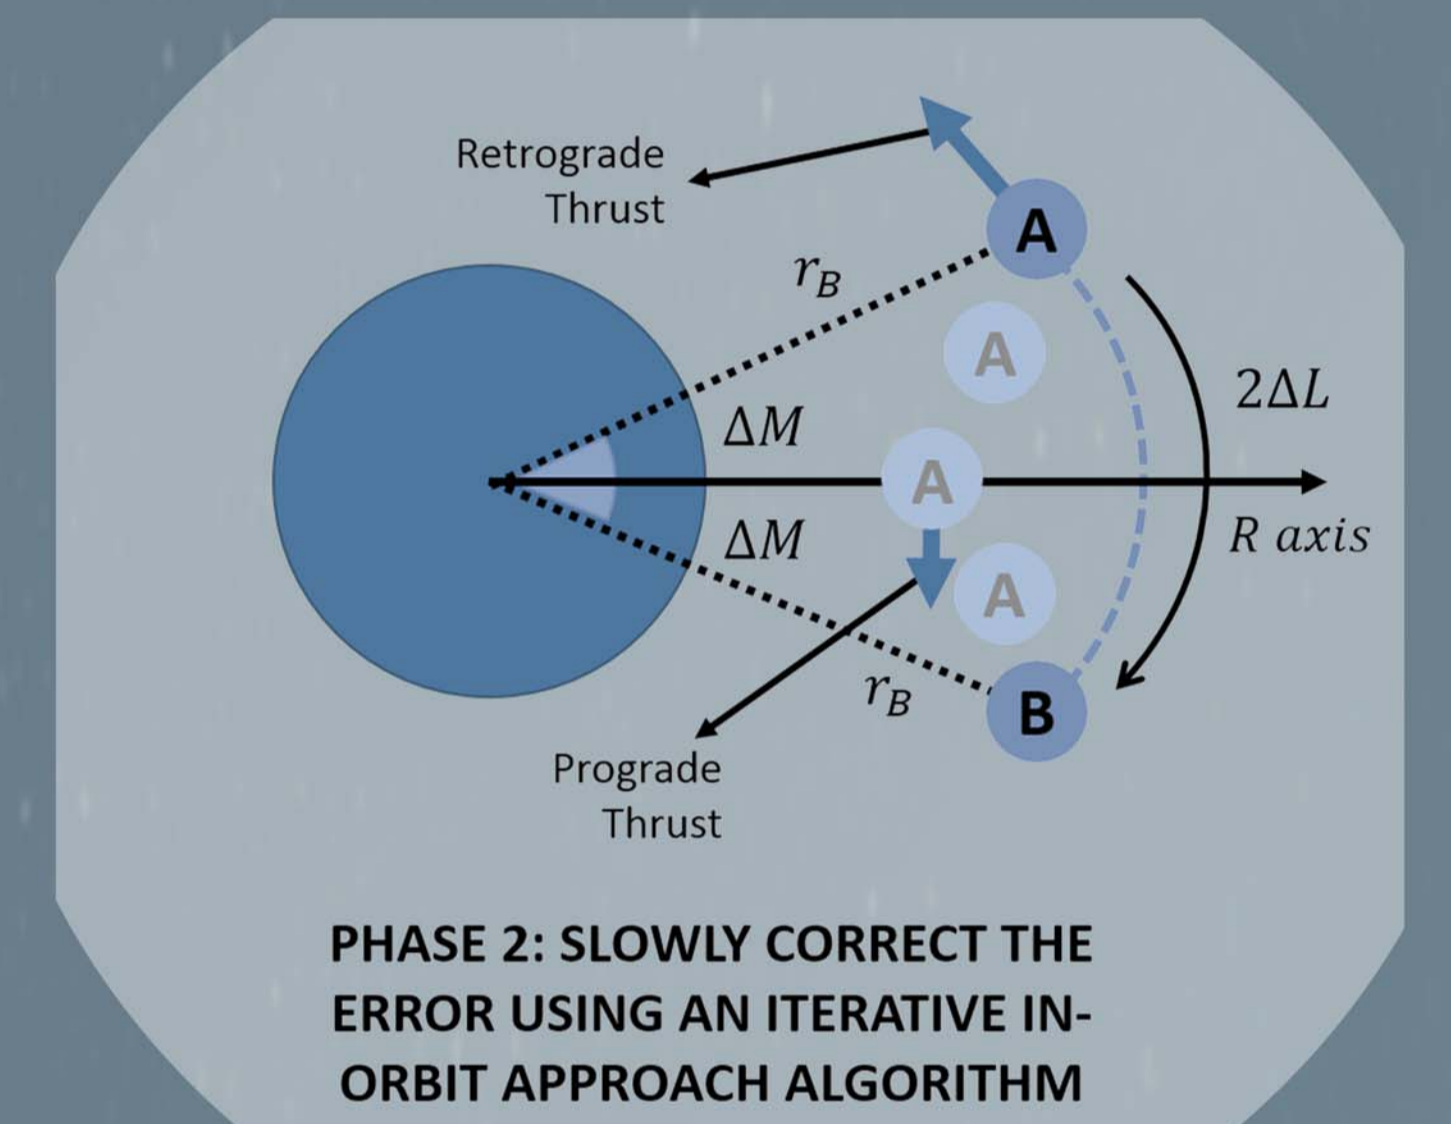 Retrograde
Thrust
A
r_B
A
2ΔL
ΔM
A
R axis
ΔM
A
r_B
B
Prograde
Thrust
PHASE 2: SLOWLY CORRECT THE
ERROR USING AN ITERATIVE IN-
ORBIT APPROACH ALGORITHM